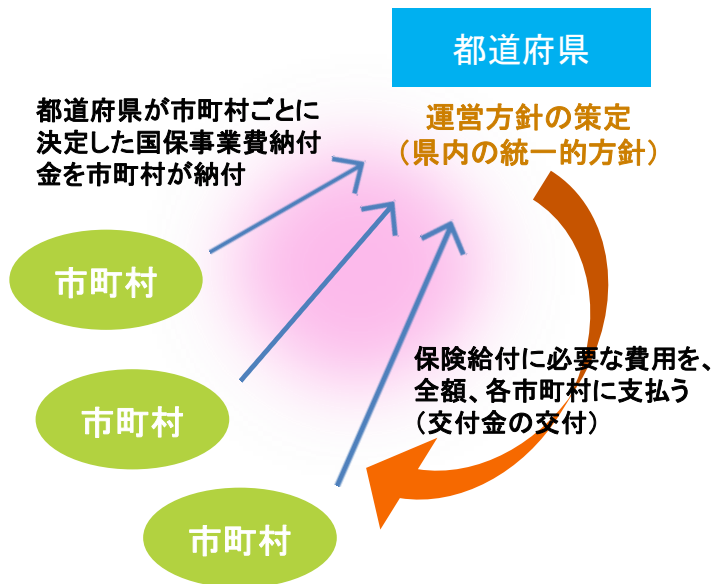 都道府県
都道府県が市町村ごとに
決定した国保事業費納付
金を市町村が納付
運営方針の策定
（県内の統一的方針）
市町村
保険給付に必要な費用を、
全額、各市町村に支払う
（交付金の交付）
市町村
市町村